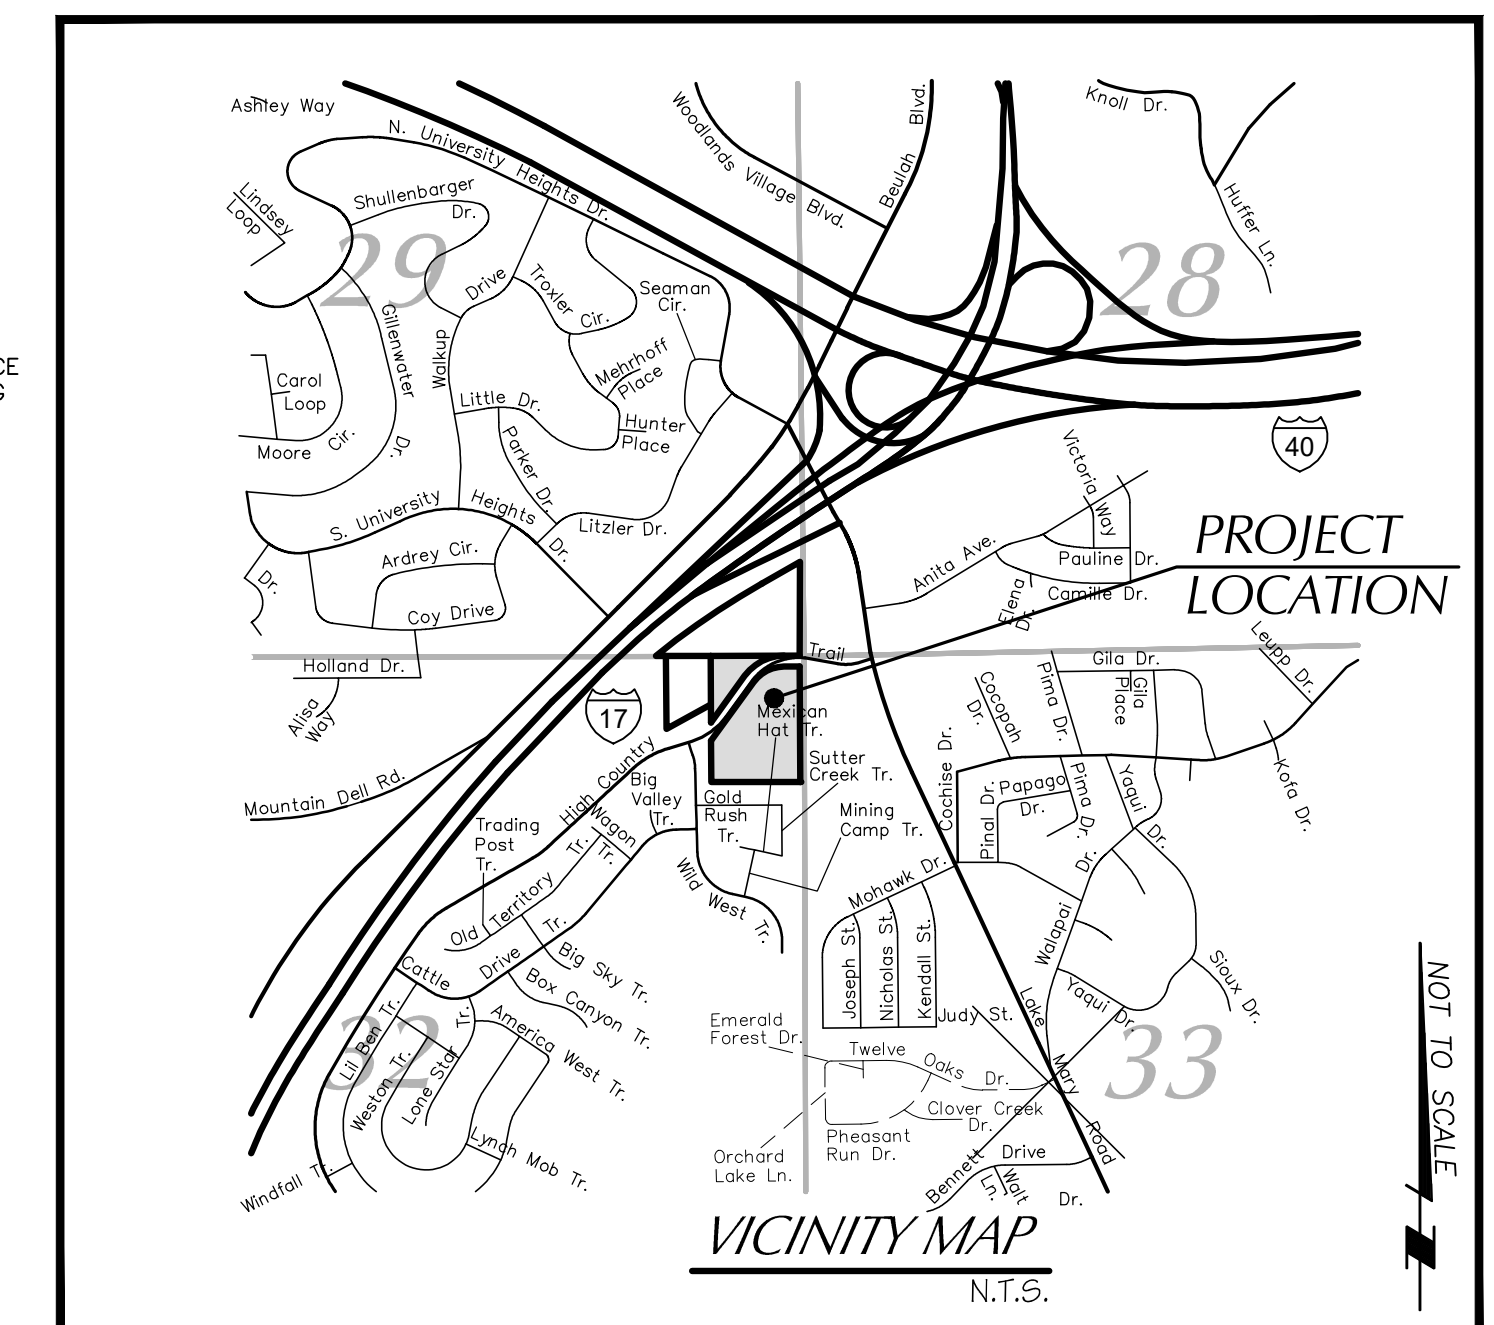 Ashley Way
N. University Heights Dr.
Woodlands Village Blvd.
Beulah Blvd.
Knoll Dr.
Huffer Ln.
Lindsey
Loop
Shullenbarger
Dr.
29
28
Drive
Troxler
Cir.
Seaman
Cir.
Gillenwater
Dr.
Walkup
Mehrhoff
Place
CE
G
Carol
Loop
Little Dr.
Hunter
Place
Moore Cir.
Parker Dr.
40
Victoria
Way
S. University Heights Dr.
Litzler Dr.
PROJECT
LOCATION
Ardrey Cir.
Anita Ave.
Pauline Dr.
Dr.
Elena
Dr.
Camille Dr.
Coy Drive
Holland Dr.
Trail
Leupp Dr.
Gila Dr.
Pima Dr.
Gila
Place
Cocopah
Dr.
Alisa
Way
17
Mexican
Hat Tr.
Mountain Dell Rd.
High Country
Big
Valley
Tr.
Sutter
Creek Tr.
Gold
Rush
Tr.
Mining
Camp Tr.
Cochise Dr.
Papago
Dr.
Pinal Dr.
Pima Dr.
Yaqui
Dr.
Kofa Dr.
Trading
Post
Tr.
Wagon
Tr.
Old Territory Tr.
Wild West Tr.
Mohawk Dr.
Walapai Dr.
Cattle Drive Tr.
Big Sky Tr.
Box Canyon Tr.
America West Tr.
Joseph St.
Nicholas St.
Kendall St.
Judy St.
Yaqui Dr.
Sioux Dr.
Lil Ben Tr.
32
Weston Tr.
Lone Star Tr.
Lynch Mob Tr.
Windfall Tr.
Emerald
Forest Dr.
Twelve Oaks Dr.
Clover Creek
Dr.
Pheasant
Run Dr.
Orchard
Lake Ln.
Lake Mary Road
33
Bennett Drive
Walt
Ln.
Dr.
NOT TO SCALE
VICINITY MAP
N.T.S.